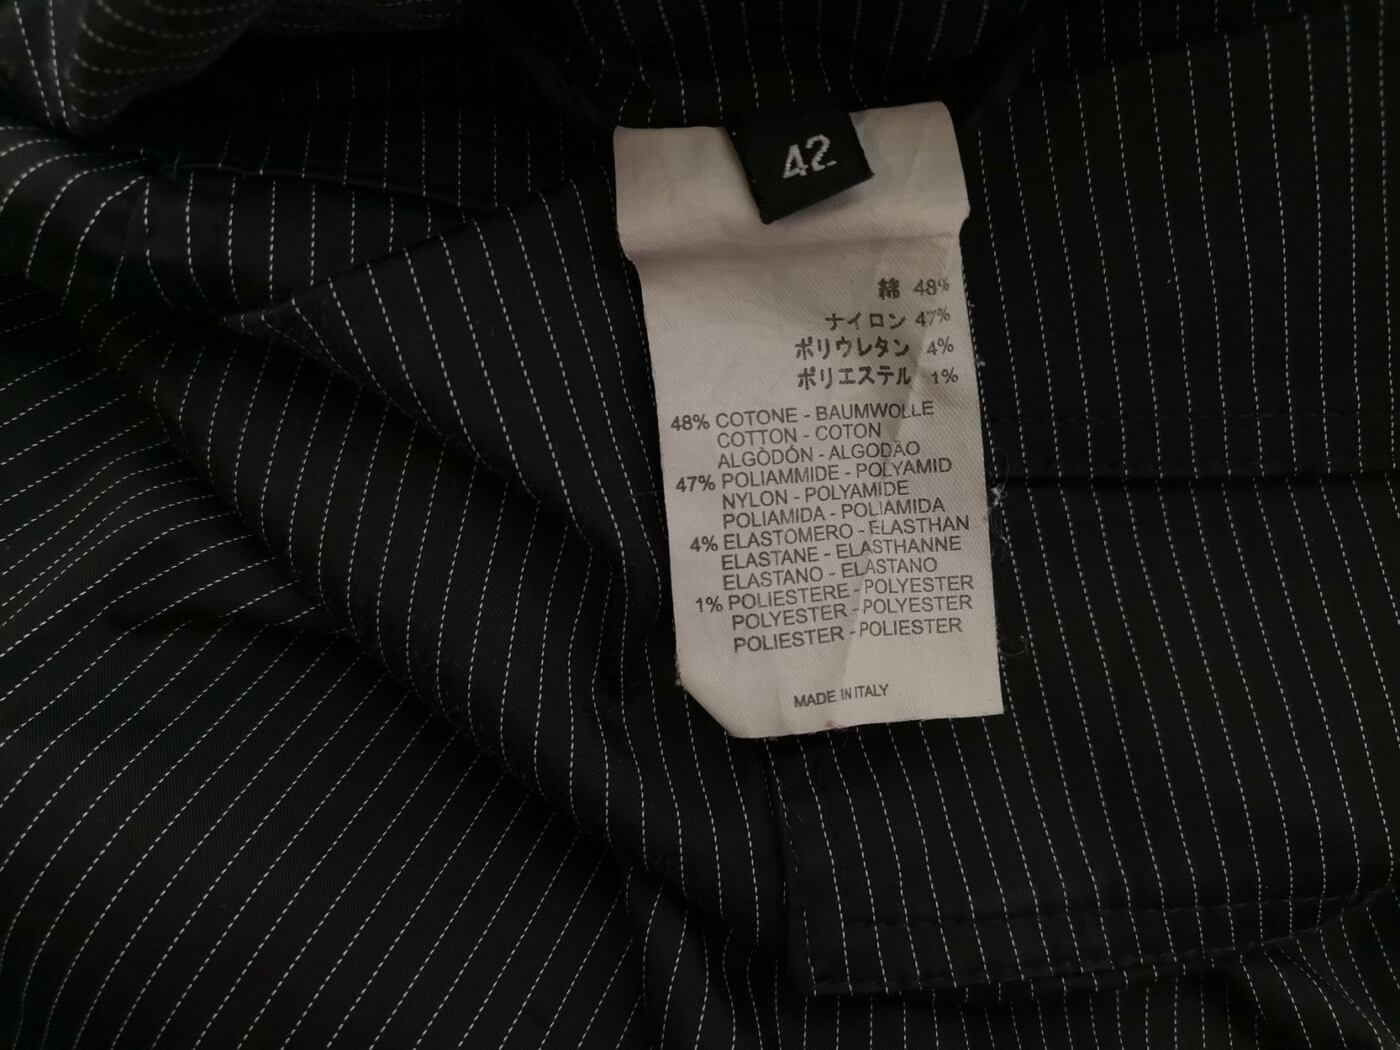 42
綿 48%
ナイロン 47%
ポリウレタン 4%
ポリエステル 1%
48% COTONE - BAUMWOLLE
COTTON - COTON
ALGÒDÓN - ALGODÃO
47% POLIAMMIDE - POLYAMID
NYLON - POLYAMIDE
POLIAMIDA - POLIAMIDA
4% ELASTOMERO - ELASTHAN
ELASTANE - ELASTHANNE
ELASTANO - ELASTANO
1% POLIESTERE - POLYESTER
POLYESTER - POLYESTER
POLIESTER - POLIESTER
MADE IN ITALY